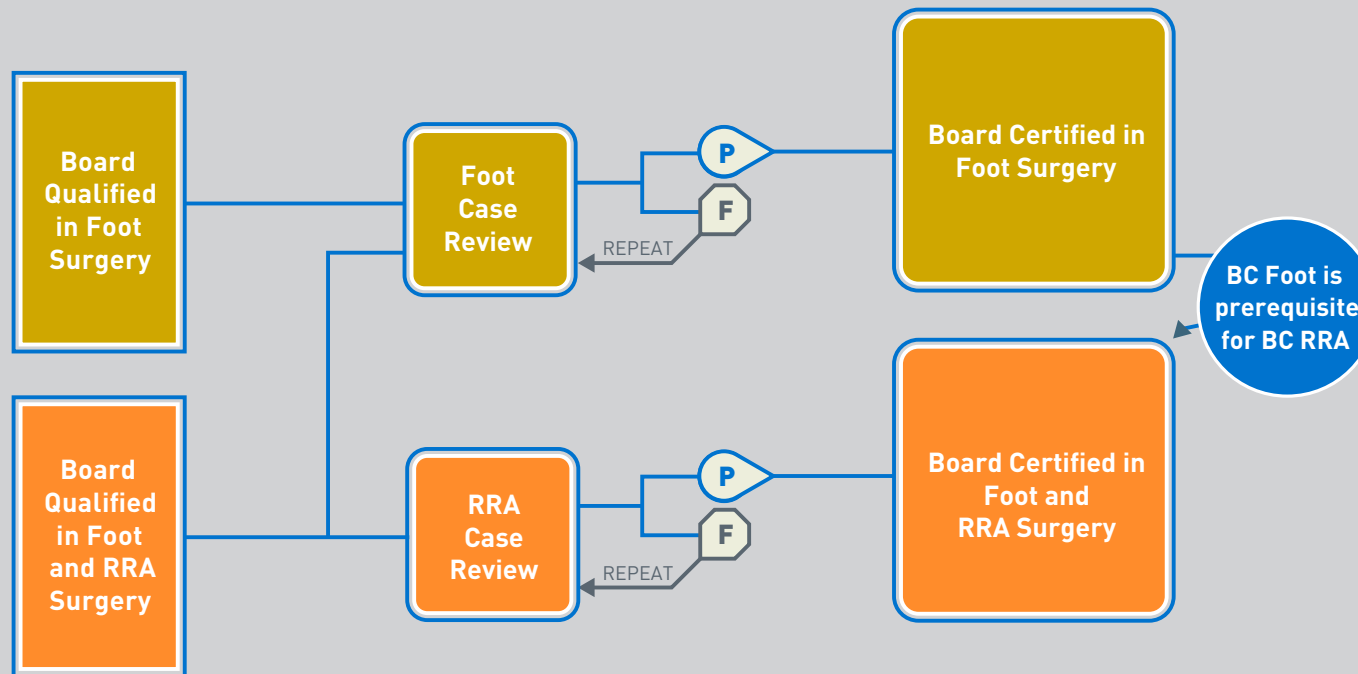 Board
Qualified
in Foot
Surgery
Foot
Case
Review
P
F
REPEAT
Board Certified in
Foot Surgery
BC Foot is
prerequisite
for BC RRA
Board
Qualified
in Foot
and RRA
Surgery
RRA
Case
Review
P
F
REPEAT
Board Certified in
Foot and
RRA Surgery